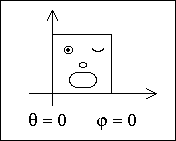 θ = 0 φ = 0